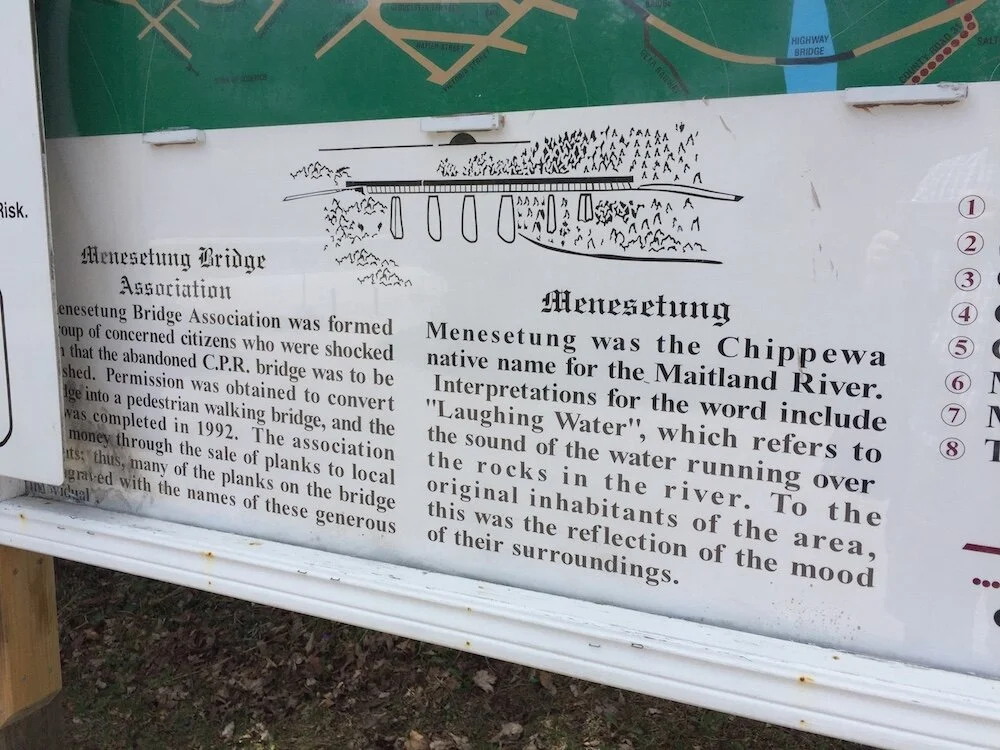 HIGHWAY
BRIDGE
Risk.
Menesetung Bridge
Association
enesetung Bridge Association was formed
oup of concerned citizens who were shocked
that the abandoned C.P.R. bridge was to be
shed. Permission was obtained to convert
ge into a pedestrian walking bridge, and the
was completed in 1992. The association
money through the sale of planks to local
nts; thus, many of the planks on the bridge
graved with the names of these generous
Menesetung
Menesetung was the Chippewa
native name for the Maitland River.
Interpretations for the word include
"Laughing Water", which refers to
the sound of the water running over
the rocks in the river. To the
original inhabitants of the area,
this was the reflection of the mood
of their surroundings.
1
2
3
4
5
6
7
8